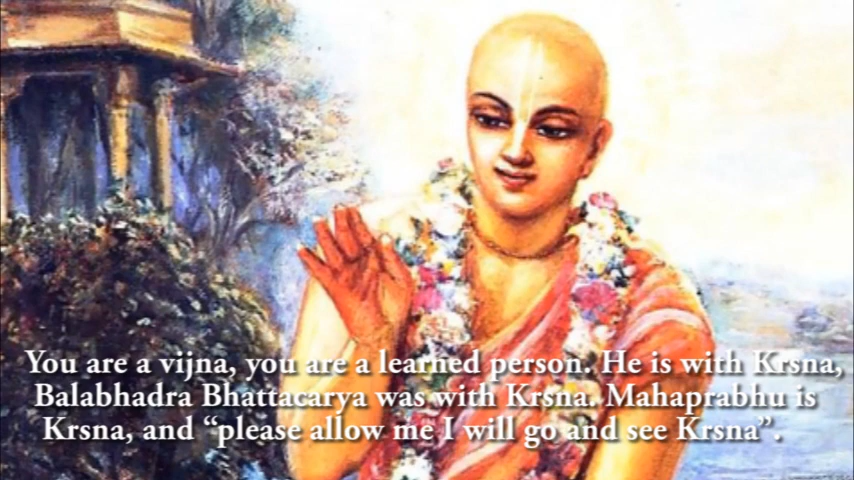 You are a vijna, you are a learned person. He is with Krsna,
Balabhadra Bhattacarya was with Krsna. Mahaprabhu is
Krsna, and “please allow me I will go and see Krsna”.